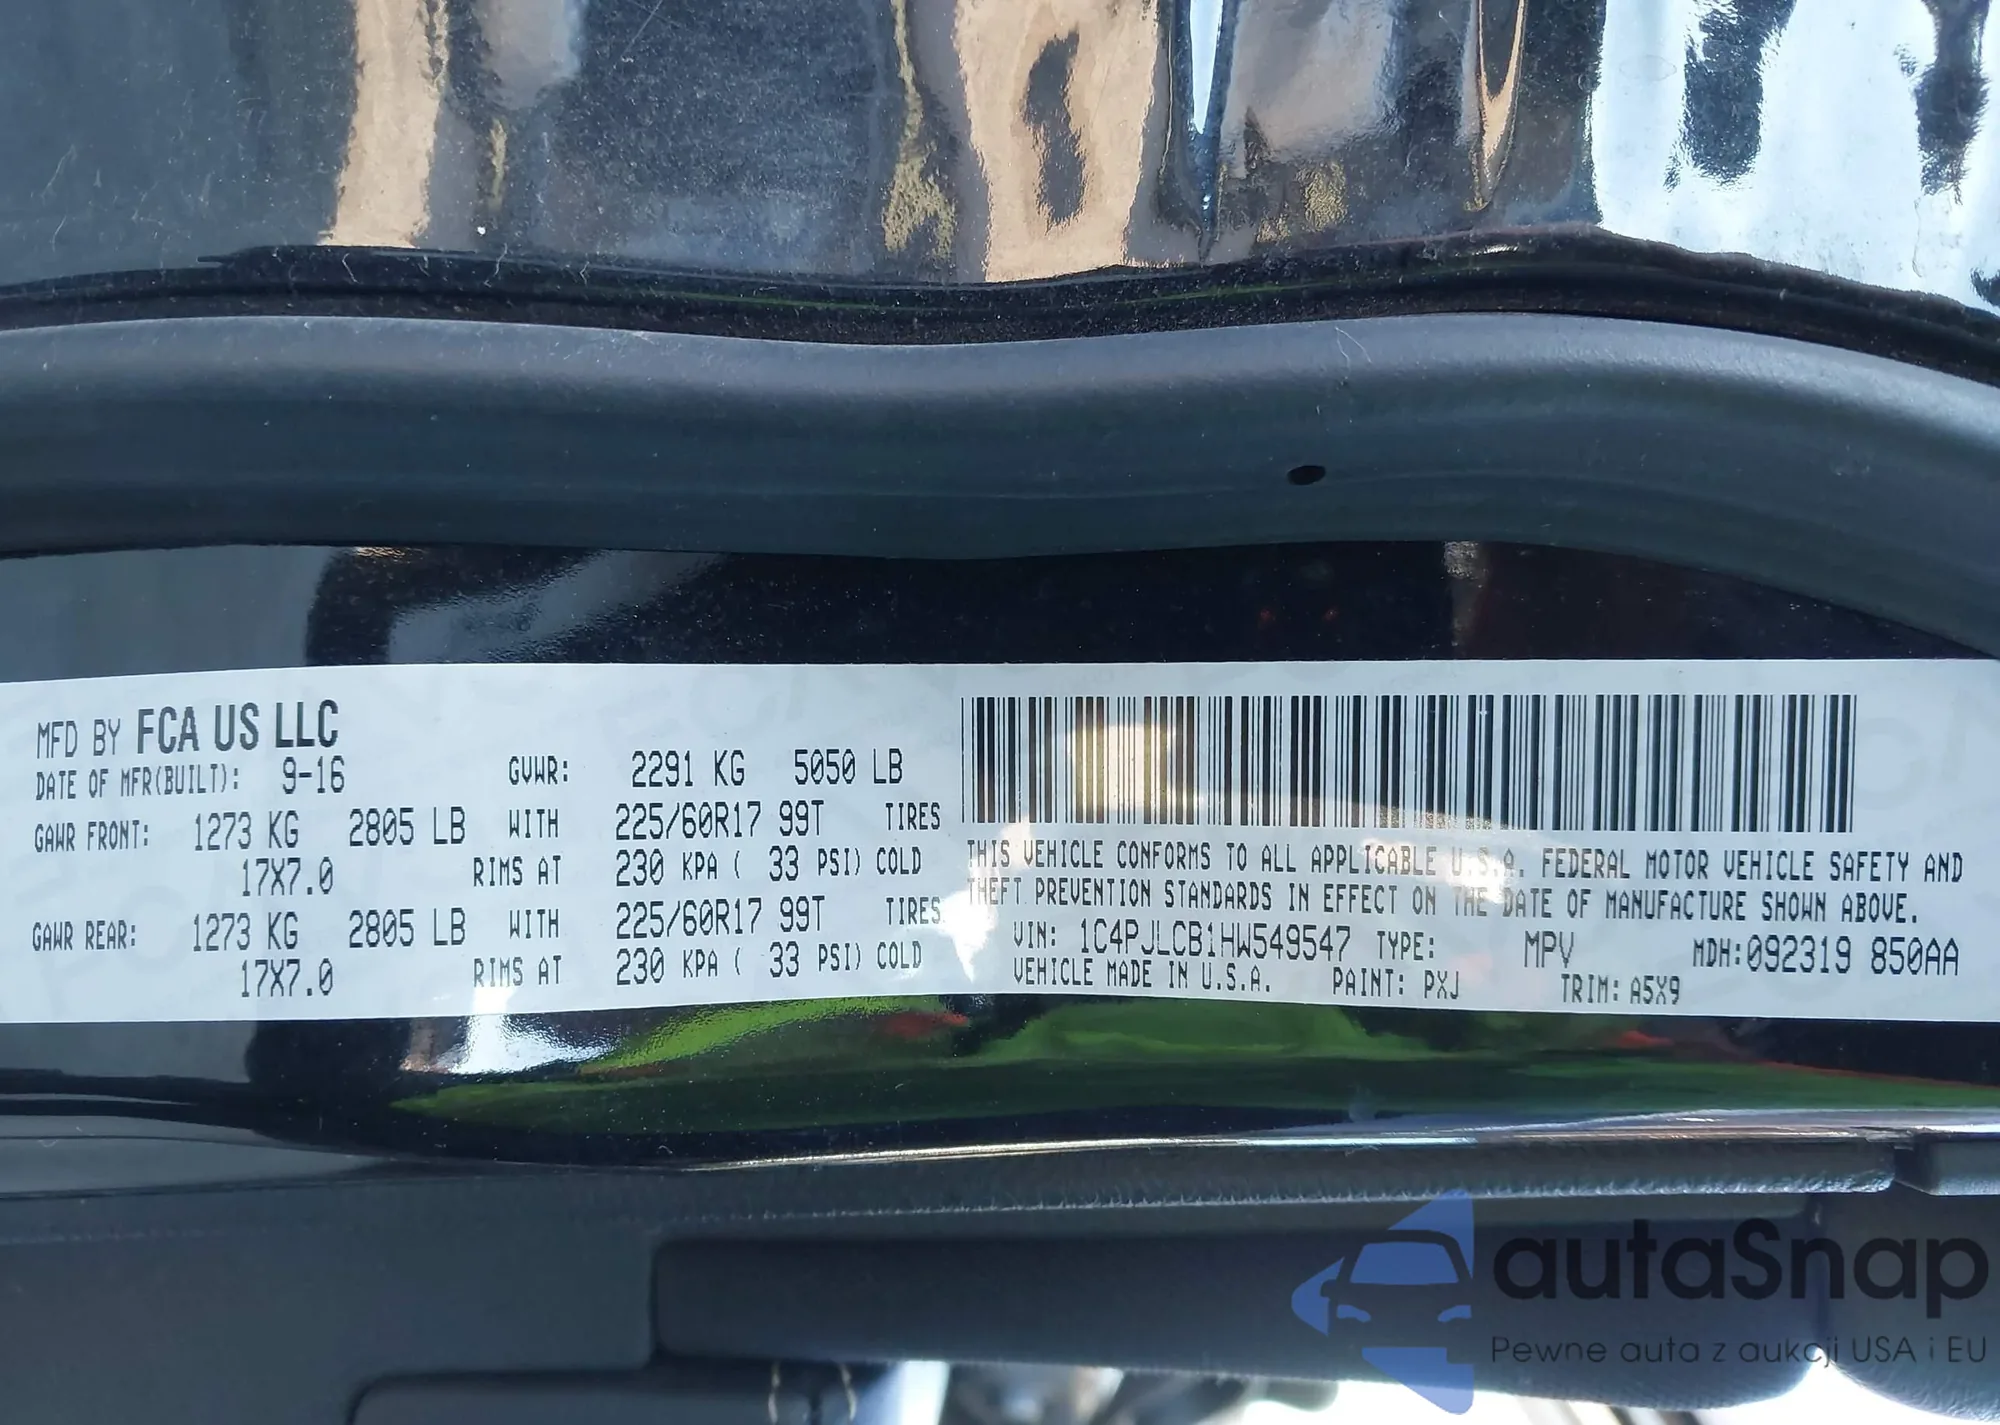 MFD BY FCA US LLC
DATE OF MFR(BUILT): 9-16 GVWR: 2291 KG 5050 LB
GAWR FRONT: 1273 KG 2805 LB WITH 225/60R17 99T TIRES
17X7.0 RIMS AT 230 KPA ( 33 PSI) COLD
GAWR REAR: 1273 KG 2805 LB WITH 225/60R17 99T TIRES
17X7.0 RIMS AT 230 KPA ( 33 PSI) COLD
THIS VEHICLE CONFORMS TO ALL APPLICABLE U.S.A. FEDERAL MOTOR VEHICLE SAFETY AND
THEFT PREVENTION STANDARDS IN EFFECT ON THE DATE OF MANUFACTURE SHOWN ABOVE.
VIN: 1C4PJLCB1HW549547 TYPE: MPV MDH:092319 850AA
VEHICLE MADE IN U.S.A. PAINT: PXJ TRIM: A5X9
autaSnap
Pewne auta z aukcji USA i EU